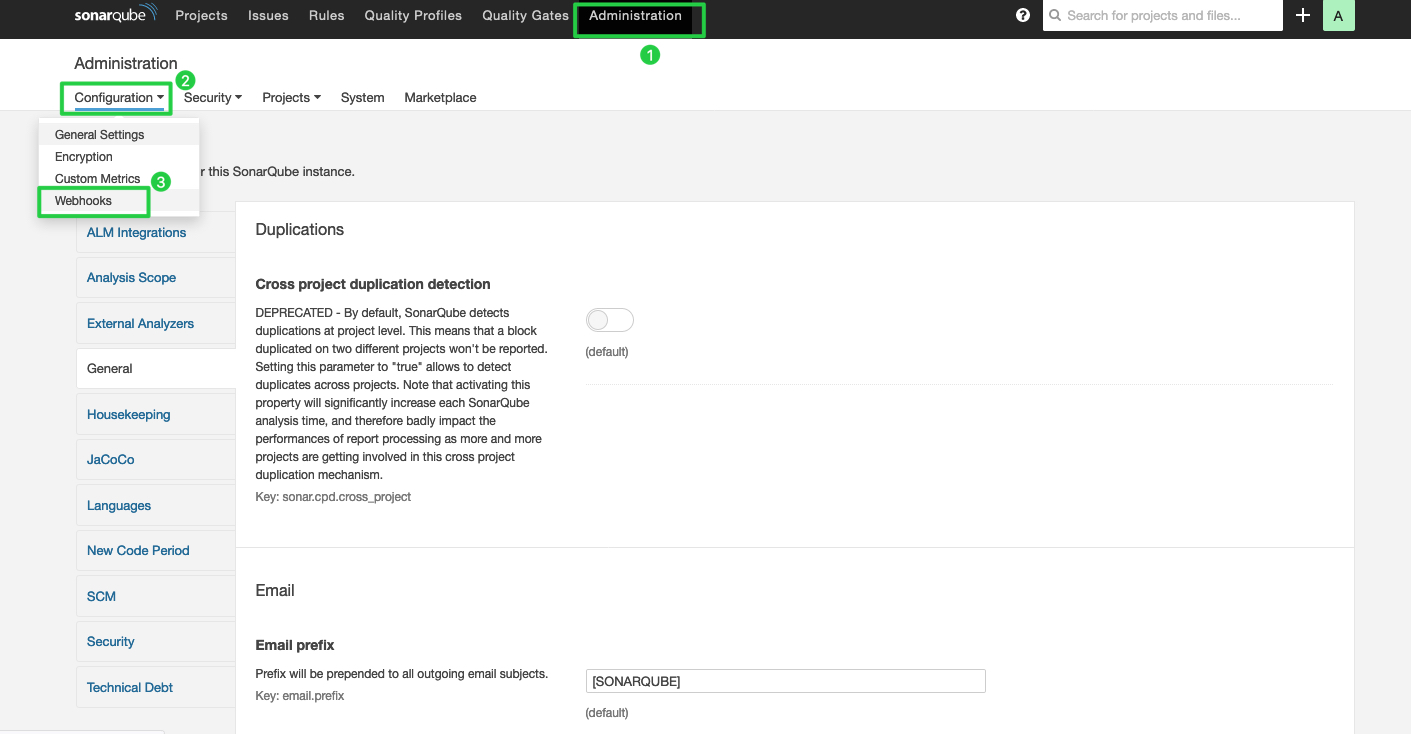 sonarqube Projects Issues Rules Quality Profiles Quality Gates Administration Search for projects and files... A
1
Administration
2
Configuration Security Projects System Marketplace
General Settings
Encryption
Custom Metrics
3
Webhooks
r this SonarQube instance.
ALM Integrations
Analysis Scope
External Analyzers
General
Housekeeping
JaCoCo
Languages
New Code Period
SCM
Security
Technical Debt
Duplications
Cross project duplication detection
DEPRECATED - By default, SonarQube detects
duplications at project level. This means that a block
duplicated on two different projects won't be reported.
Setting this parameter to "true" allows to detect
duplicates across projects. Note that activating this
property will significantly increase each SonarQube
analysis time, and therefore badly impact the
performances of report processing as more and more
projects are getting involved in this cross project
duplication mechanism.
Key: sonar.cpd.cross_project
(default)
Email
Email prefix
Prefix will be prepended to all outgoing email subjects.
Key: email.prefix
[SONARQUBE]
(default)